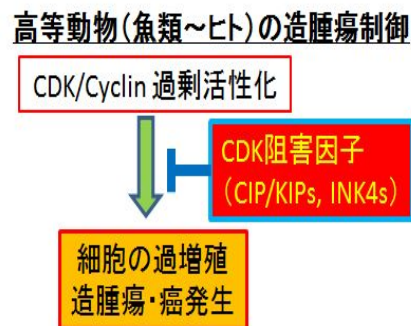 高等動物(魚類~ヒト)の造腫瘍制御
CDK/Cyclin 過剰活性化
CDK阻害因子
(CIP/KIPs, INK4s)
細胞の過増殖
造腫瘍・癌発生